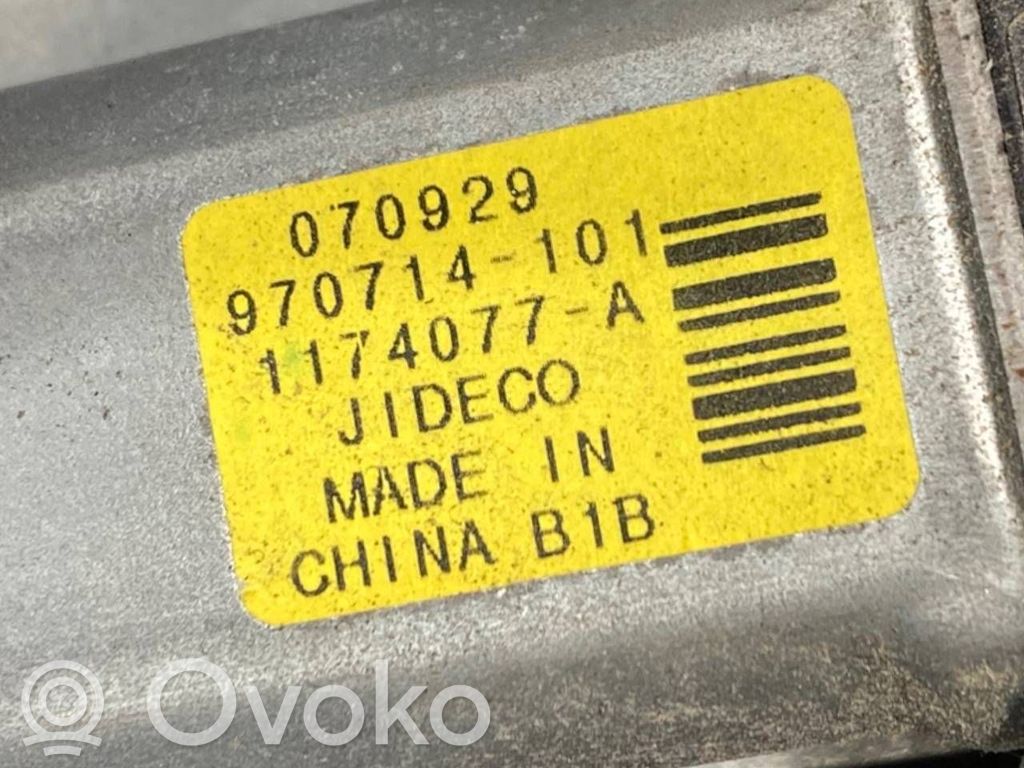 070929
970714-101
1174077-A
JIDECO
MADE IN
CHINA B1B
Ovoko